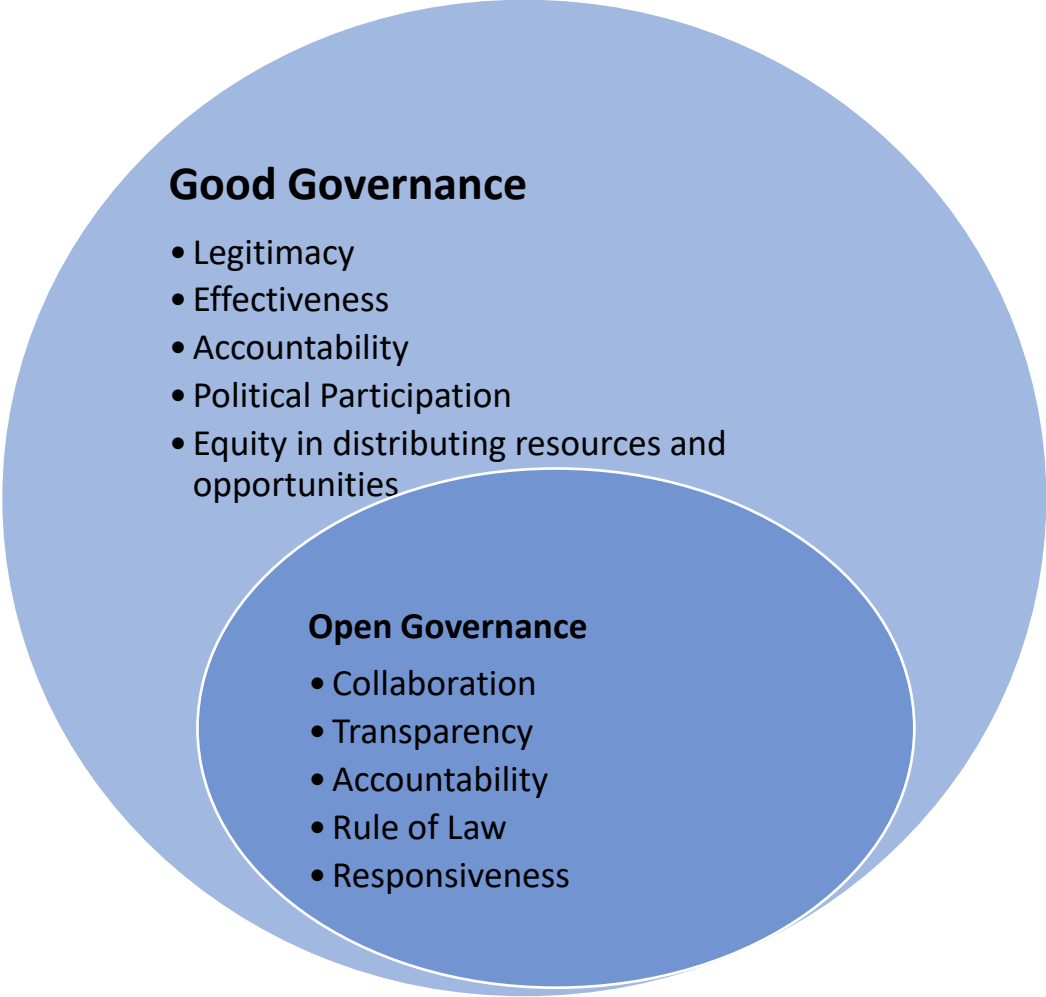 Good Governance
• Legitimacy
• Effectiveness
• Accountability
• Political Participation
• Equity in distributing resources and
opportunities
Open Governance
• Collaboration
• Transparency
• Accountability
• Rule of Law
• Responsiveness